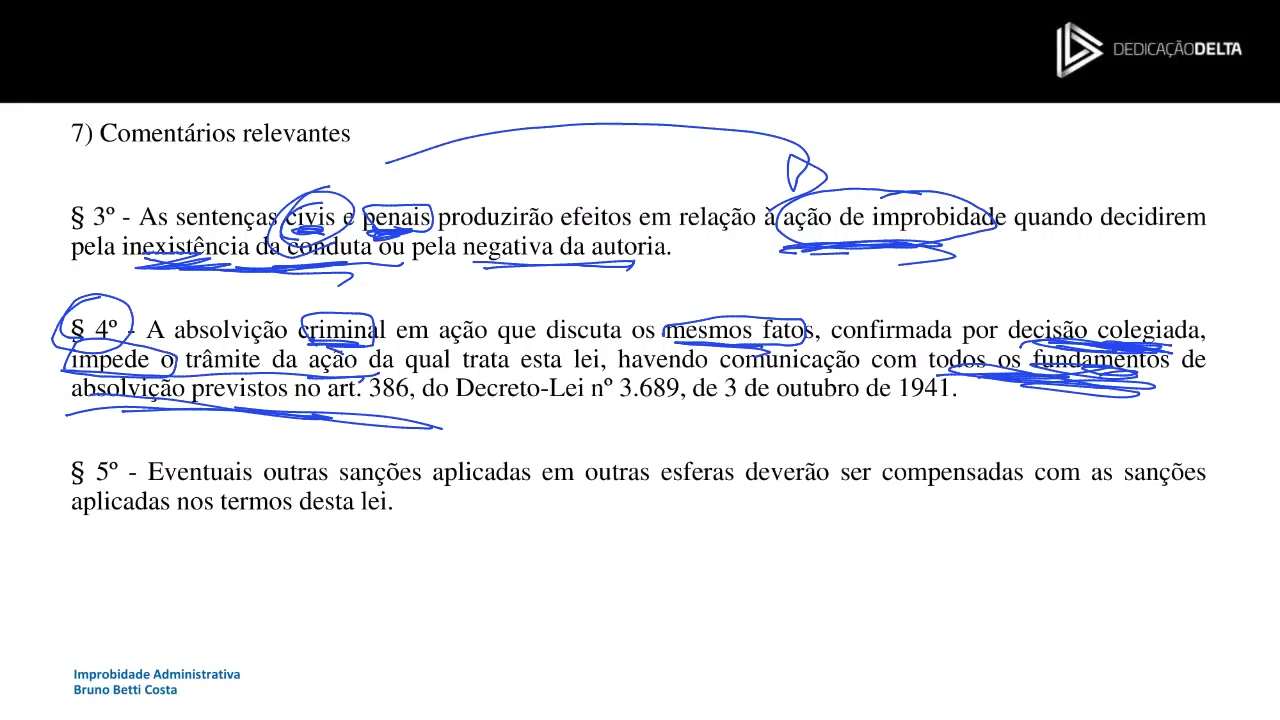 DEDICAÇÃODELTA
7) Comentários relevantes
§ 3º - As sentenças civis e penais produzirão efeitos em relação à ação de improbidade quando decidirem
pela inexistência da conduta ou pela negativa da autoria.
§ 4º - A absolvição criminal em ação que discuta os mesmos fatos, confirmada por decisão colegiada,
impede o trâmite da ação da qual trata esta lei, havendo comunicação com todos os fundamentos de
absolvição previstos no art. 386, do Decreto-Lei nº 3.689, de 3 de outubro de 1941.
§ 5º - Eventuais outras sanções aplicadas em outras esferas deverão ser compensadas com as sanções
aplicadas nos termos desta lei.
Improbidade Administrativa
Bruno Betti Costa